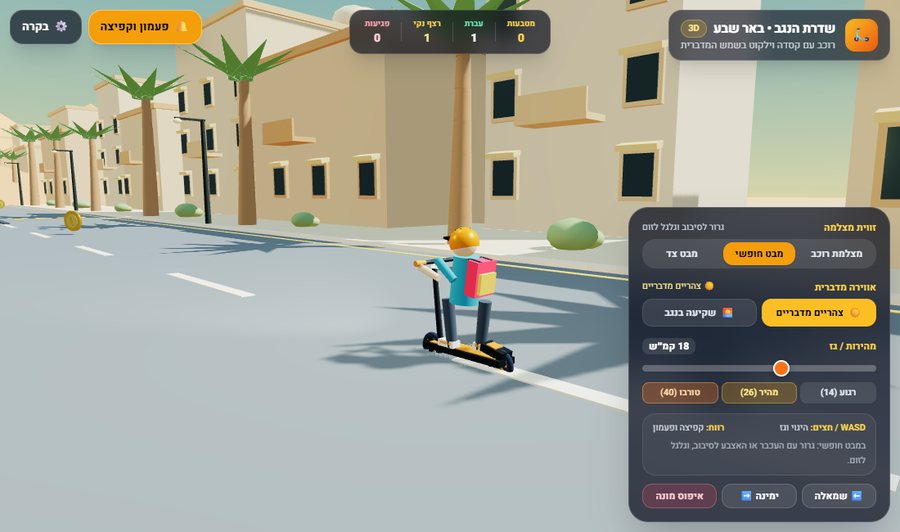 שדרת הנגב • באר שבע 3D
רוכב עם קסדה וילקוט בשמש המדברית
מטבעות
0
עברת
1
רצף נקי
1
פגיעות
0
פעמון וקפיצה
בקרה
זווית מצלמה
גרור לסיבוב וגלגל לזום
מצלמת רוכב
מבט חופשי
מבט צד
אווירה מדברית
צהריים מדבריים
צהריים מדבריים
שקיעה בנגב
מהירות / גז
18 קמ"ש
רגוע (14)
מהיר (26)
טורבו (40)
WASD / חצים: היגוי וגז
רווח: קפיצה ופעמון
במבט חופשי: גרור עם העכבר או האצבע לסיבוב, וגלגל
לזום.
שמאלה
ימינה
איפוס מונה